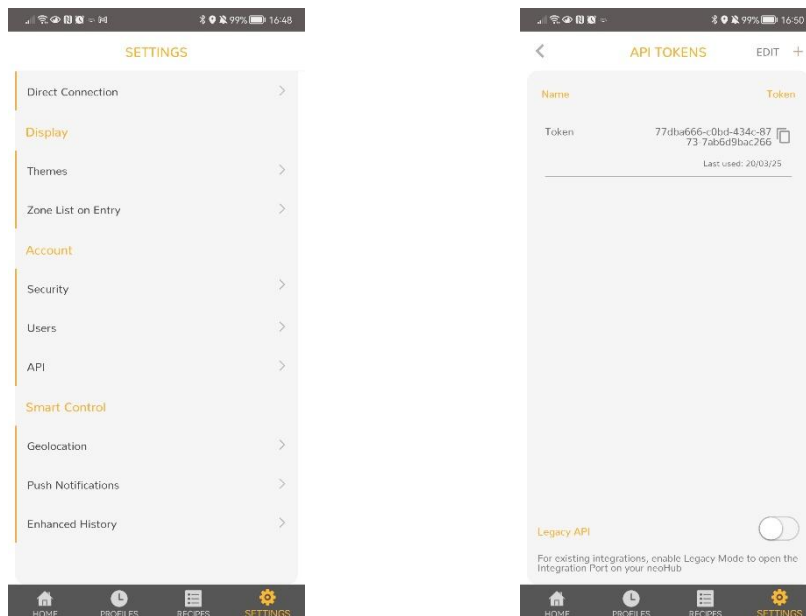 99% 16:48
SETTINGS
Direct Connection
Display
Themes
Zone List on Entry
Account
Security
Users
API
Smart Control
Geolocation
Push Notifications
Enhanced History
HOME PROFILES RECIPES SETTINGS
99% 16:50
API TOKENS EDIT +
Name Token
Token 77dba666-c0bd-434c-87
73-7ab6d9bac266
Last used: 20/03/25
Legacy API
For existing integrations, enable Legacy Mode to open the
Integration Port on your neoHub
HOME PROFILES RECIPES SETTINGS